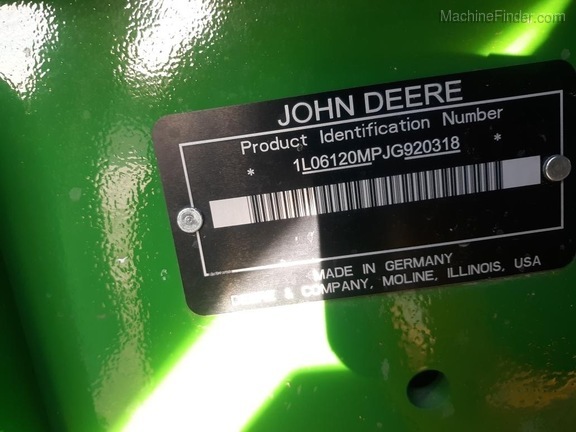 MachineFinder.com
JOHN DEERE
Product Identification Number
* 1L06120MPJG920318 *
MADE IN GERMANY
DEERE & COMPANY, MOLINE, ILLINOIS, USA